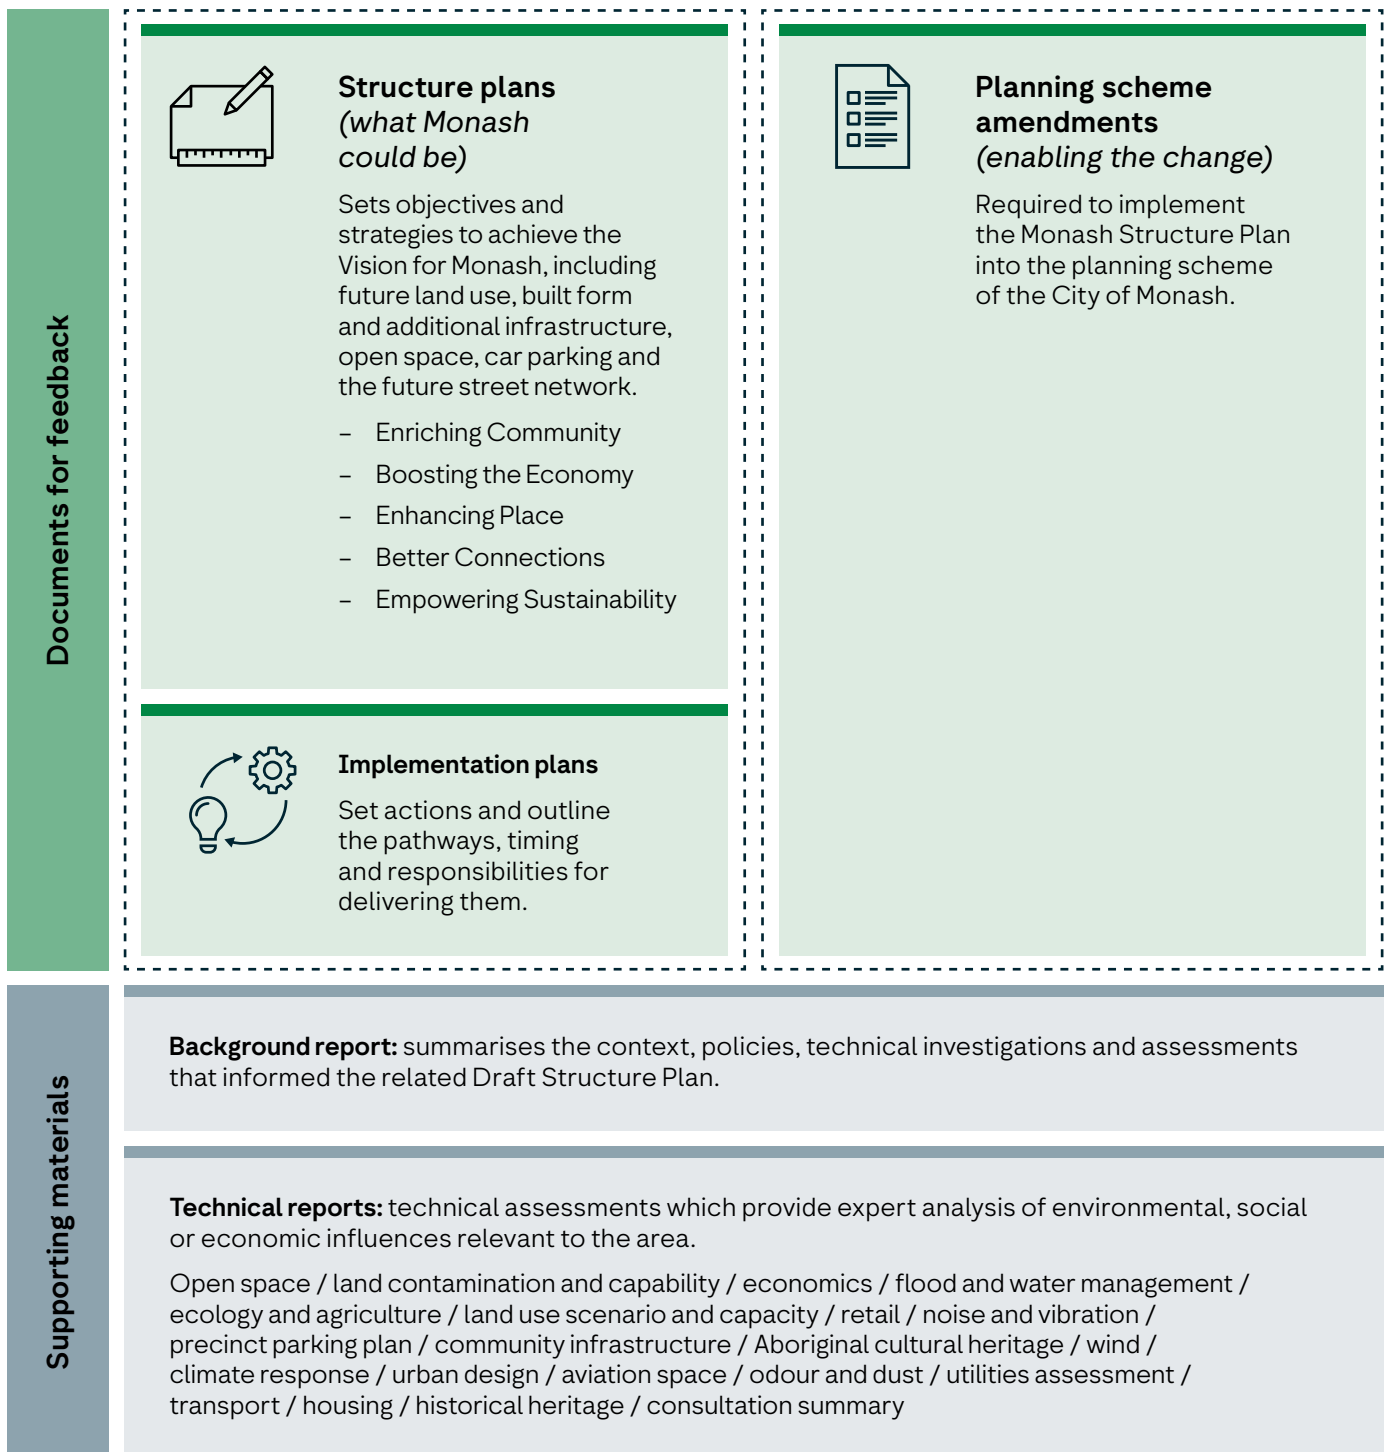 Documents for feedback
Structure plans
(what Monash
could be)
Sets objectives and
strategies to achieve the
Vision for Monash, including
future land use, built form
and additional infrastructure,
open space, car parking and
the future street network.
– Enriching Community
– Boosting the Economy
– Enhancing Place
– Better Connections
– Empowering Sustainability
Implementation plans
Set actions and outline
the pathways, timing
and responsibilities for
delivering them.
Planning scheme
amendments
(enabling the change)
Required to implement
the Monash Structure Plan
into the planning scheme
of the City of Monash.
Supporting materials
Background report: summarises the context, policies, technical investigations and assessments
that informed the related Draft Structure Plan.
Technical reports: technical assessments which provide expert analysis of environmental, social
or economic influences relevant to the area.
Open space / land contamination and capability / economics / flood and water management /
ecology and agriculture / land use scenario and capacity / retail / noise and vibration /
precinct parking plan / community infrastructure / Aboriginal cultural heritage / wind /
climate response / urban design / aviation space / odour and dust / utilities assessment /
transport / housing / historical heritage / consultation summary